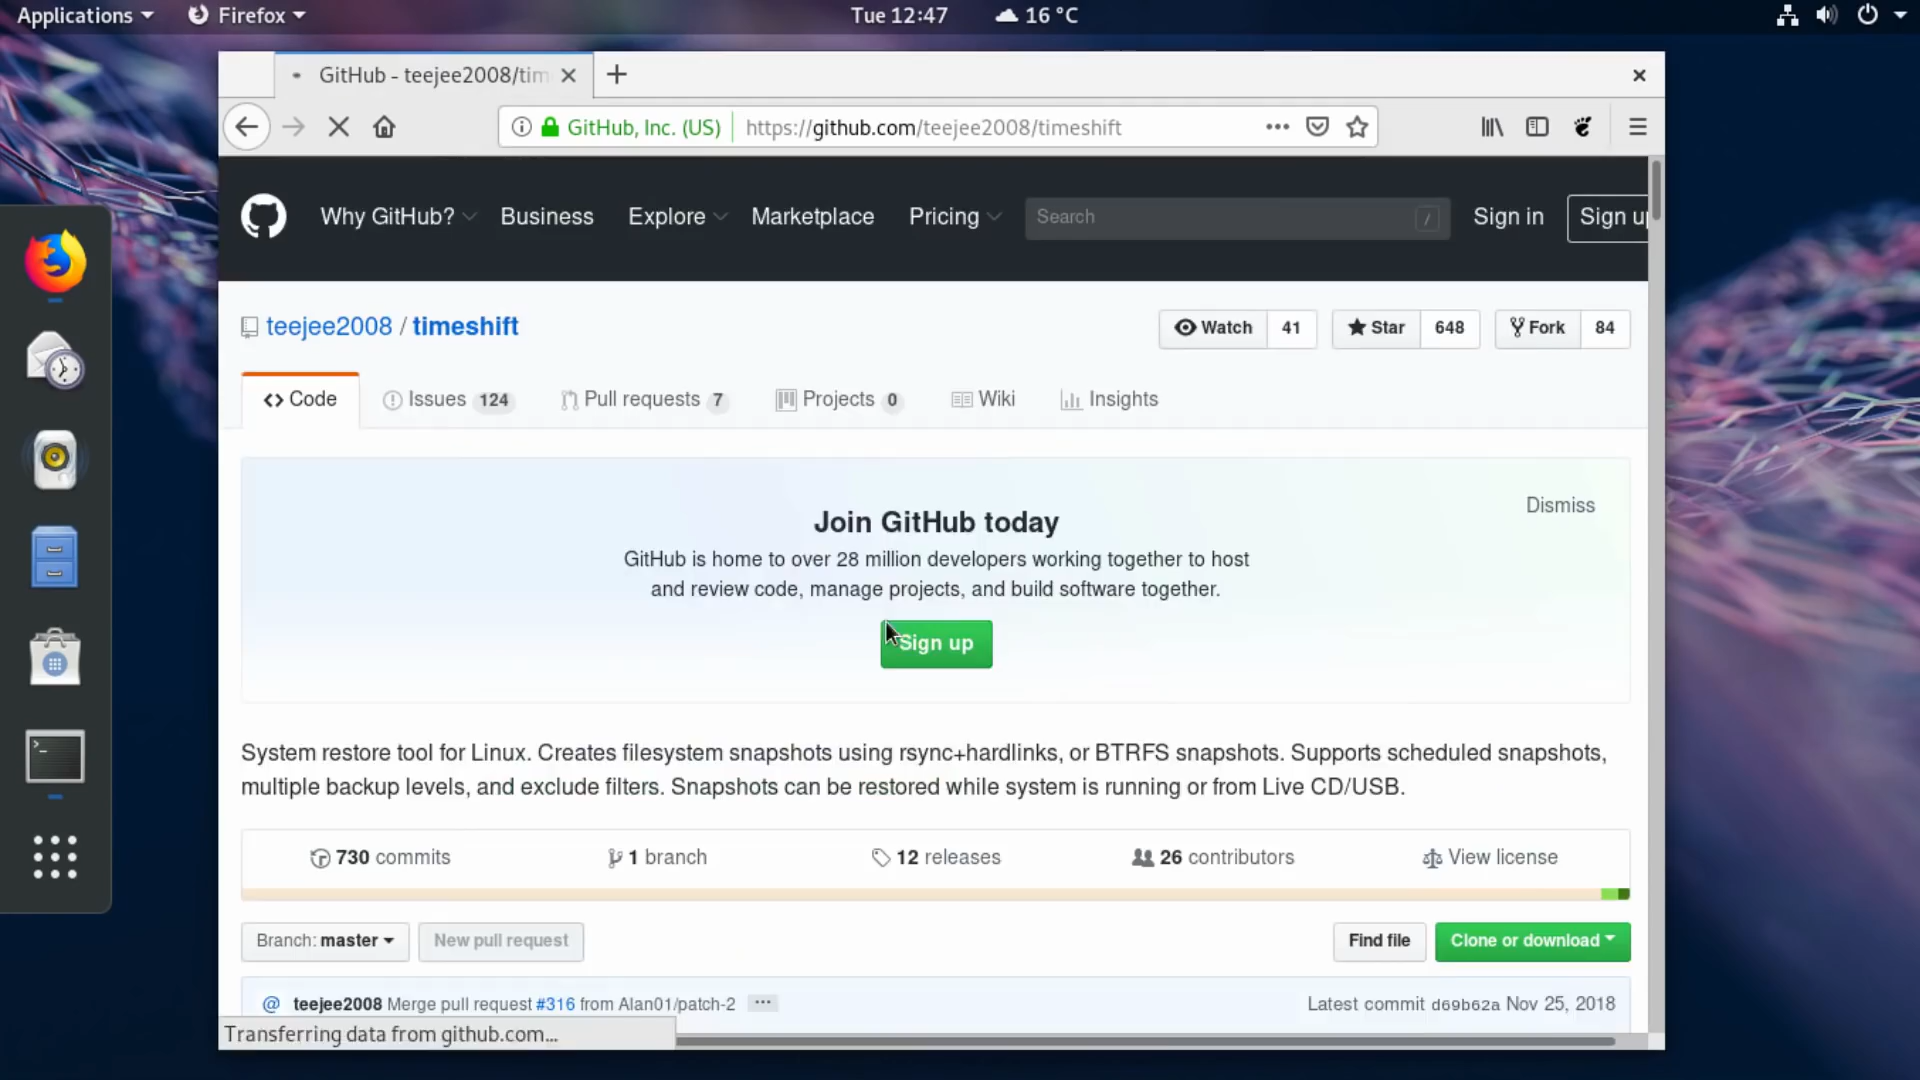 Applications Firefox Tue 12:47 16 °C
GitHub - teejee2008/tim
GitHub, Inc. (US) https://github.com/teejee2008/timeshift
Why GitHub? Business Explore Marketplace Pricing Search / Sign in Sign up
teejee2008 / timeshift Watch 41 Star 648 Fork 84
Code Issues 124 Pull requests 7 Projects 0 Wiki Insights
Dismiss
Join GitHub today
GitHub is home to over 28 million developers working together to host
and review code, manage projects, and build software together.
Sign up
System restore tool for Linux. Creates filesystem snapshots using rsync+hardlinks, or BTRFS snapshots. Supports scheduled snapshots,
multiple backup levels, and exclude filters. Snapshots can be restored while system is running or from Live CD/USB.
730 commits 1 branch 12 releases 26 contributors View license
Branch: master New pull request Find file Clone or download
teejee2008 Merge pull request #316 from Alan01/patch-2 ... Latest commit d69b62a Nov 25, 2018
Transferring data from github.com...